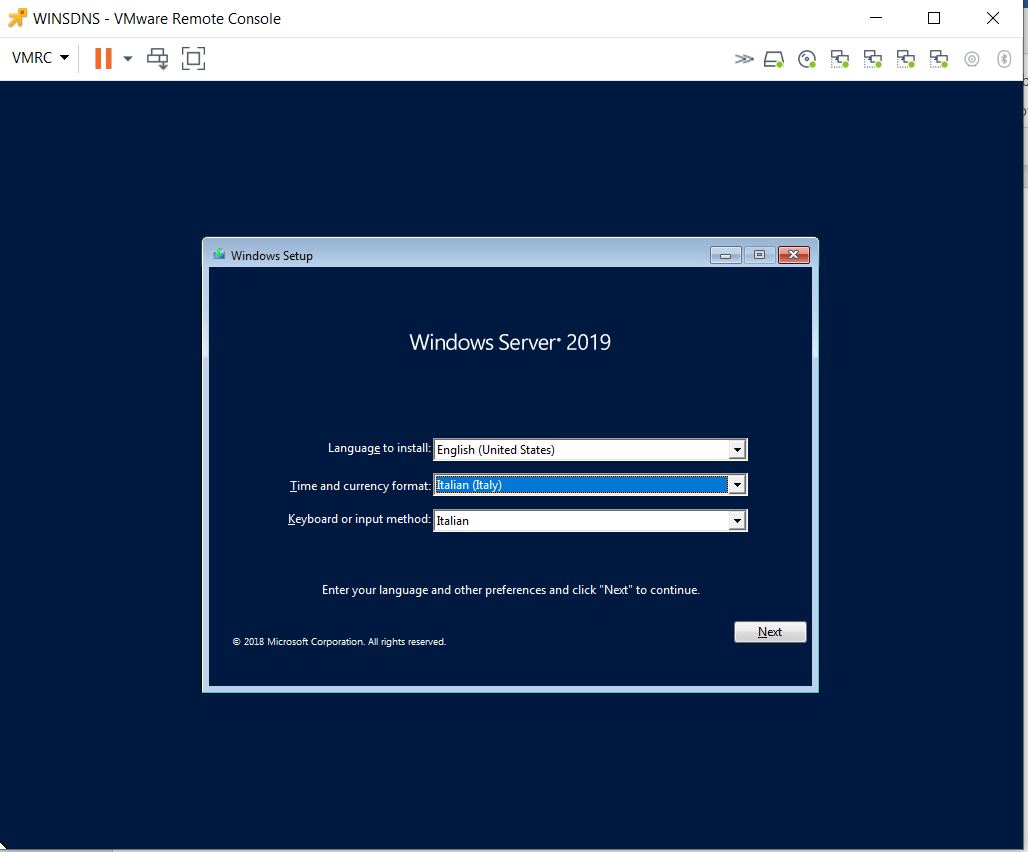 WINSDNS - VMware Remote Console
VMRC
Windows Setup
Windows Server® 2019
Language to install: English (United States)
Time and currency format: Italian (Italy)
Keyboard or input method: Italian
Enter your language and other preferences and click "Next" to continue.
Next
© 2018 Microsoft Corporation. All rights reserved.